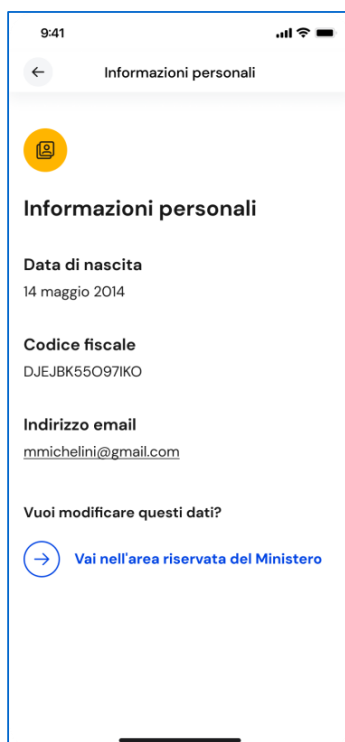 9:41
Informazioni personali
Informazioni personali
Data di nascita
14 maggio 2014
Codice fiscale
DJEJBK55O97IKO
Indirizzo email
mmichelini@gmail.com
Vuoi modificare questi dati?
Vai nell'area riservata del Ministero